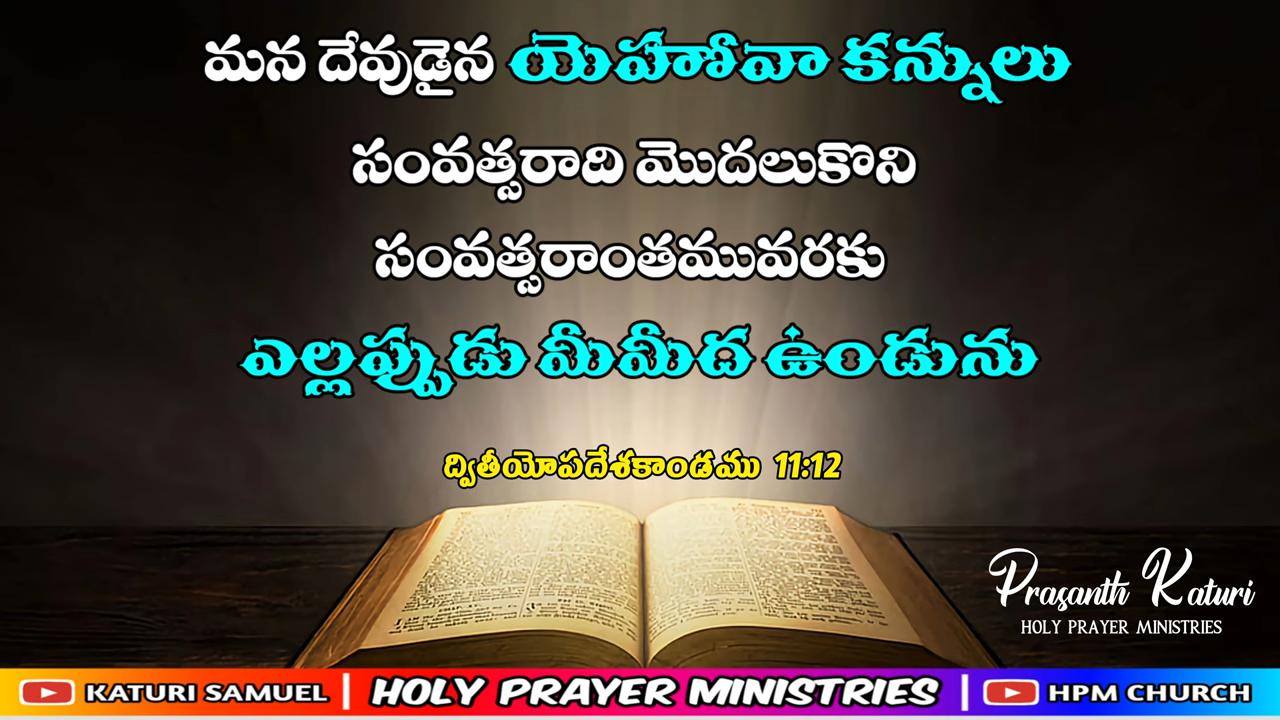 మన దేవుడైన యెహోవా కన్నులు
సంవత్సరాది మొదలుకొని
సంవత్సరాంతమువరకు
ఎల్లప్పుడు మీమీద ఉండును
ద్వితీయోపదేశకాండము 11:12
Prasanth Katuri
HOLY PRAYER MINISTRIES
KATURI SAMUEL | HOLY PRAYER MINISTRIES | HPM CHURCH